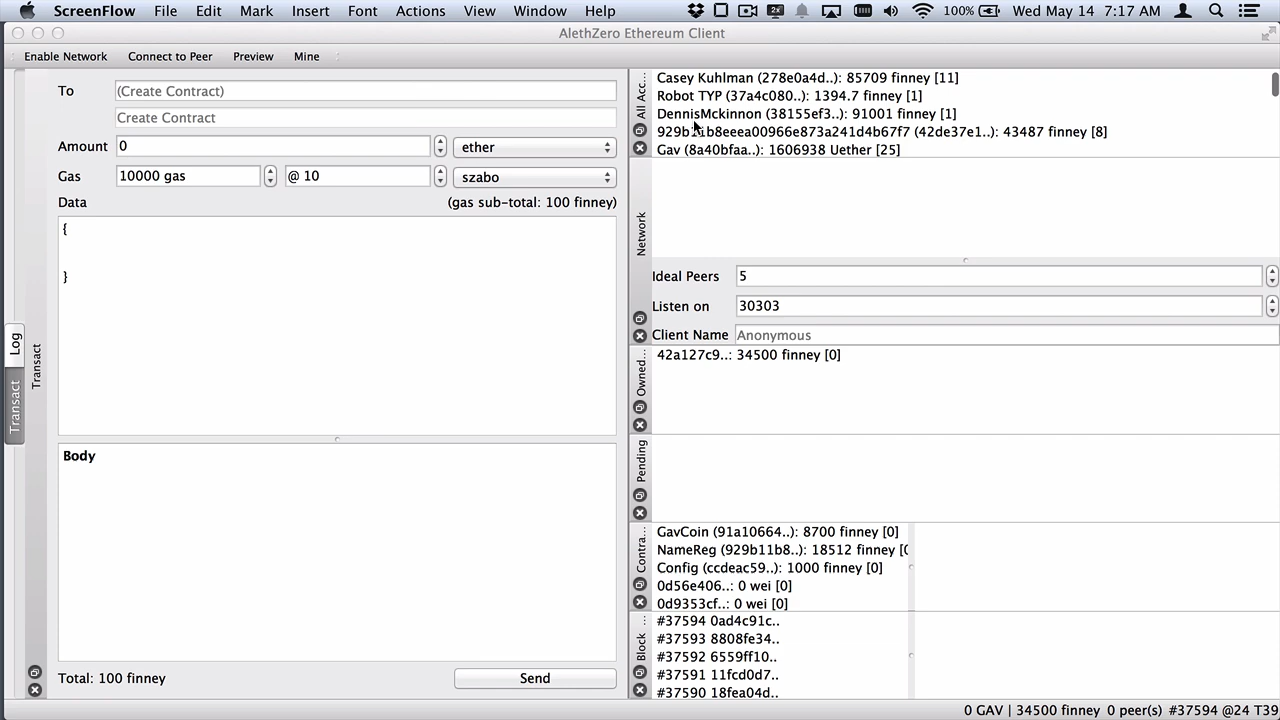 ScreenFlow File Edit Mark Insert Font Actions View Window Help 2x 100% Wed May 14 7:17 AM
AlethZero Ethereum Client
Enable Network Connect to Peer Preview Mine
To (Create Contract)
Create Contract
Amount 0 ether
Gas 10000 gas @ 10 szabo
Data (gas sub-total: 100 finney)
{
}
Body
Total: 100 finney Send
Log
Transact
Transact
All Acc...
Casey Kuhlman (278e0a4d..): 85709 finney [11]
Robot TYP (37a4c080..): 1394.7 finney [1]
DennisMckinnon (38155ef3..): 91001 finney [1]
929b11b8eeea00966e873a241d4b67f7 (42de37e1..): 43487 finney [8]
Gav (8a40bfaa..): 1606938 Uether [25]
Network
Ideal Peers 5
Listen on 30303
Client Name Anonymous
Owned...
42a127c9..: 34500 finney [0]
Pending
Contra...
GavCoin (91a10664..): 8700 finney [0]
NameReg (929b11b8..): 18512 finney [0
Config (ccdeac59..): 1000 finney [0]
0d56e406..: 0 wei [0]
0d9353cf..: 0 wei [0]
Block ...
#37594 0ad4c91c..
#37593 8808fe34..
#37592 6559ff10..
#37591 11fcd0d7..
#37590 18fea04d..
0 GAV | 34500 finney 0 peer(s) #37594 @24 T39